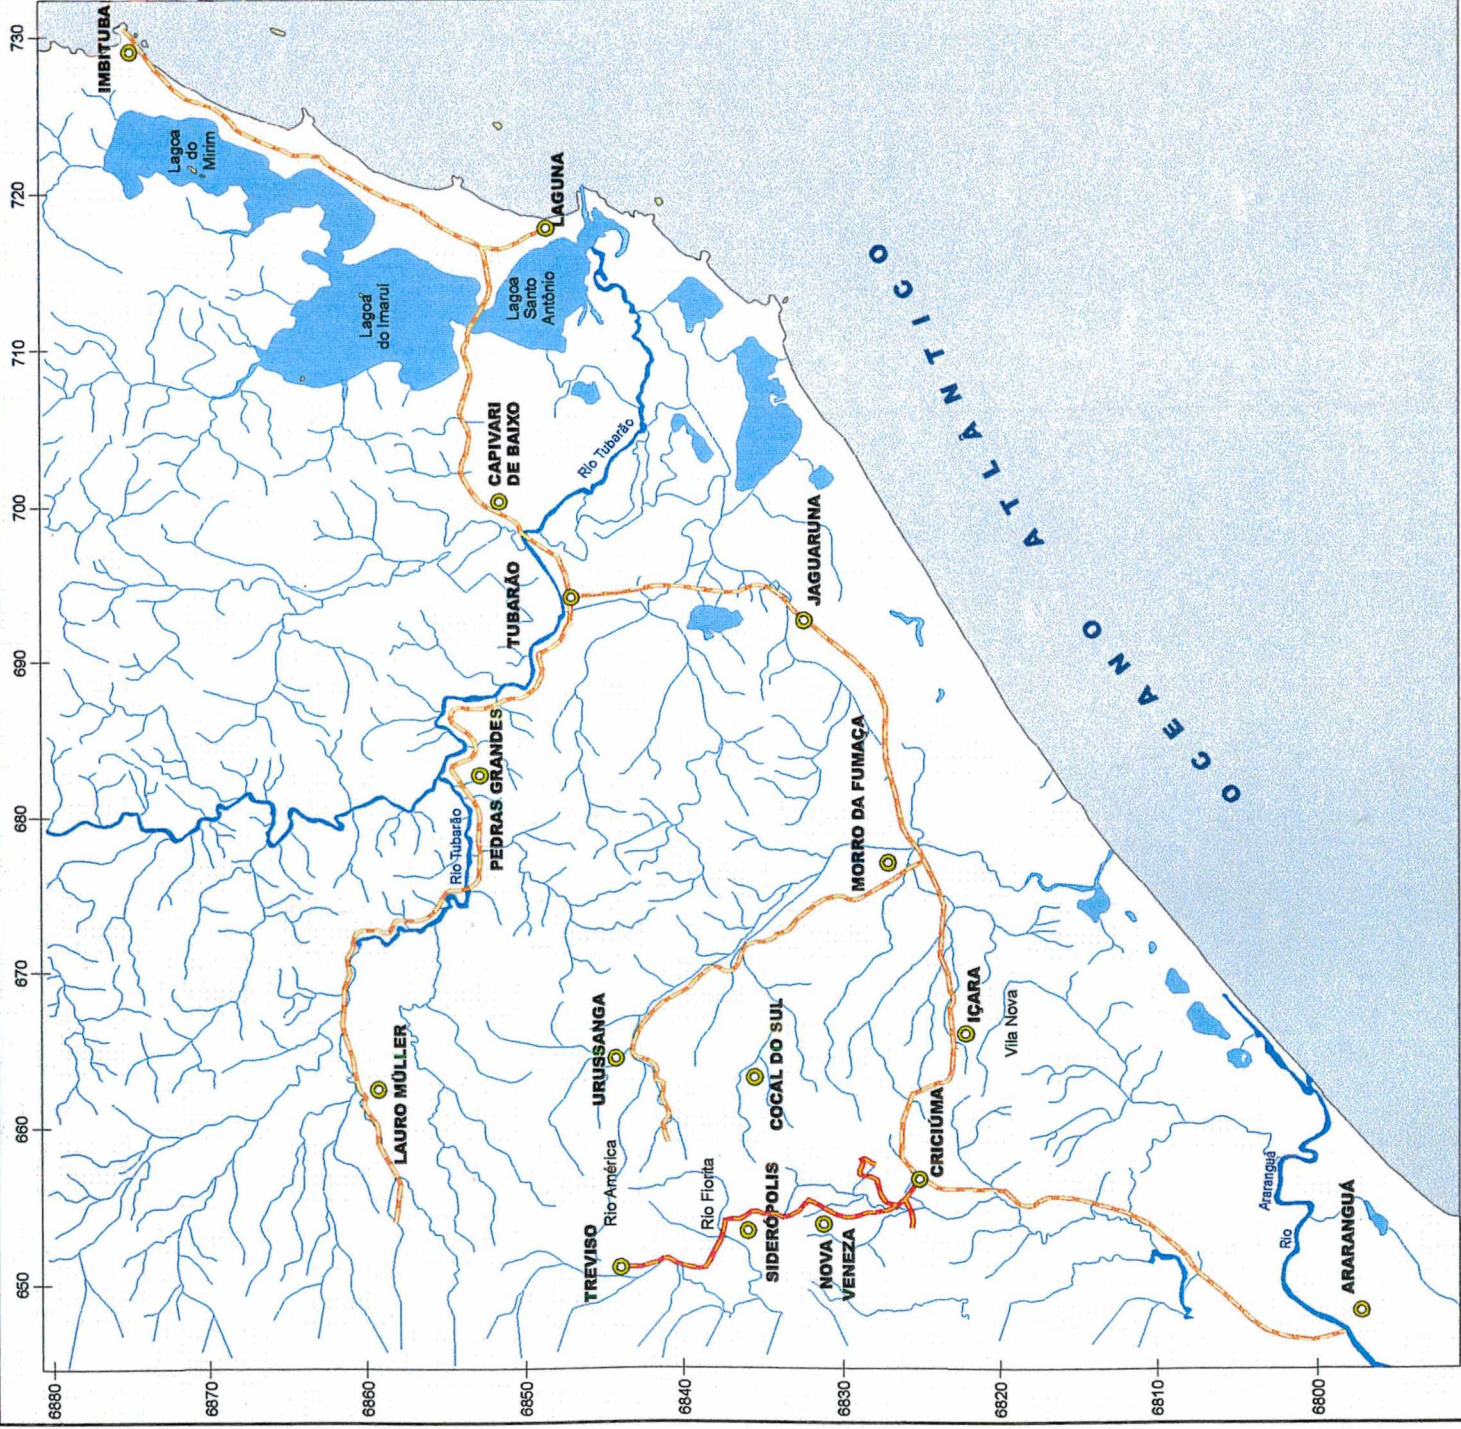 730
720
710
700
690
680
670
660
650
6880
6870
6860
6850
6840
6830
6820
6810
6800
IMBITUBA
Lagoa
do
Mirim
LAGUNA
Lagoa
do Imaruí
Lagoa
Santo
Antônio
CAPIVARI
DE BAIXO
Rio Tubarão
TUBARÃO
JAGUARUNA
PEDRAS GRANDES
Rio Tubarão
MORRO DA FUMAÇA
LAURO MÜLLER
URUSSANGA
COCAL DO SUL
IÇARA
Vila Nova
CRICIÚMA
Rio América
Rio Fiorita
TREVISO
SIDERÓPOLIS
NOVA
VENEZA
Rio
Araranguá
ARARANGUÁ
OCEANO ATLÂNTICO